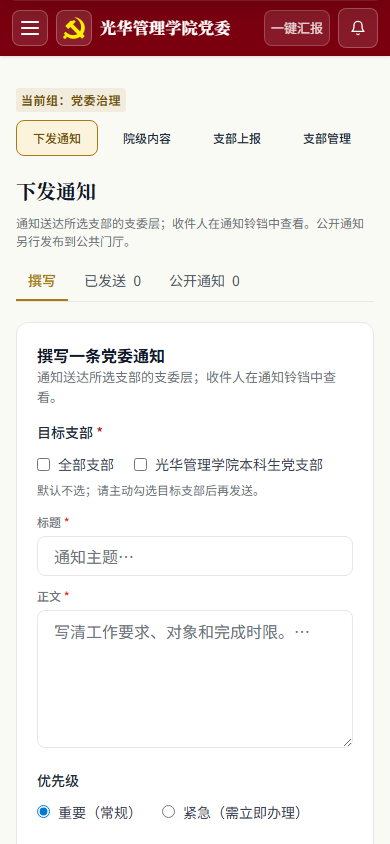 光华管理学院党委
一键汇报
当前组：党委治理
下发通知
院级内容
支部上报
支部管理
下发通知
通知送达所选支部的支委层；收件人在通知铃铛中查看。公开通知
另行发布到公共门厅。
撰写
已发送 0
公开通知 0
撰写一条党委通知
通知送达所选支部的支委层；收件人在通知铃铛中查
看。
目标支部 *
全部支部
光华管理学院本科生党支部
默认不选；请主动勾选目标支部后再发送。
标题 *
通知主题…
正文 *
写清工作要求、对象和完成时限。…
优先级
重要（常规）
紧急（需立即办理）